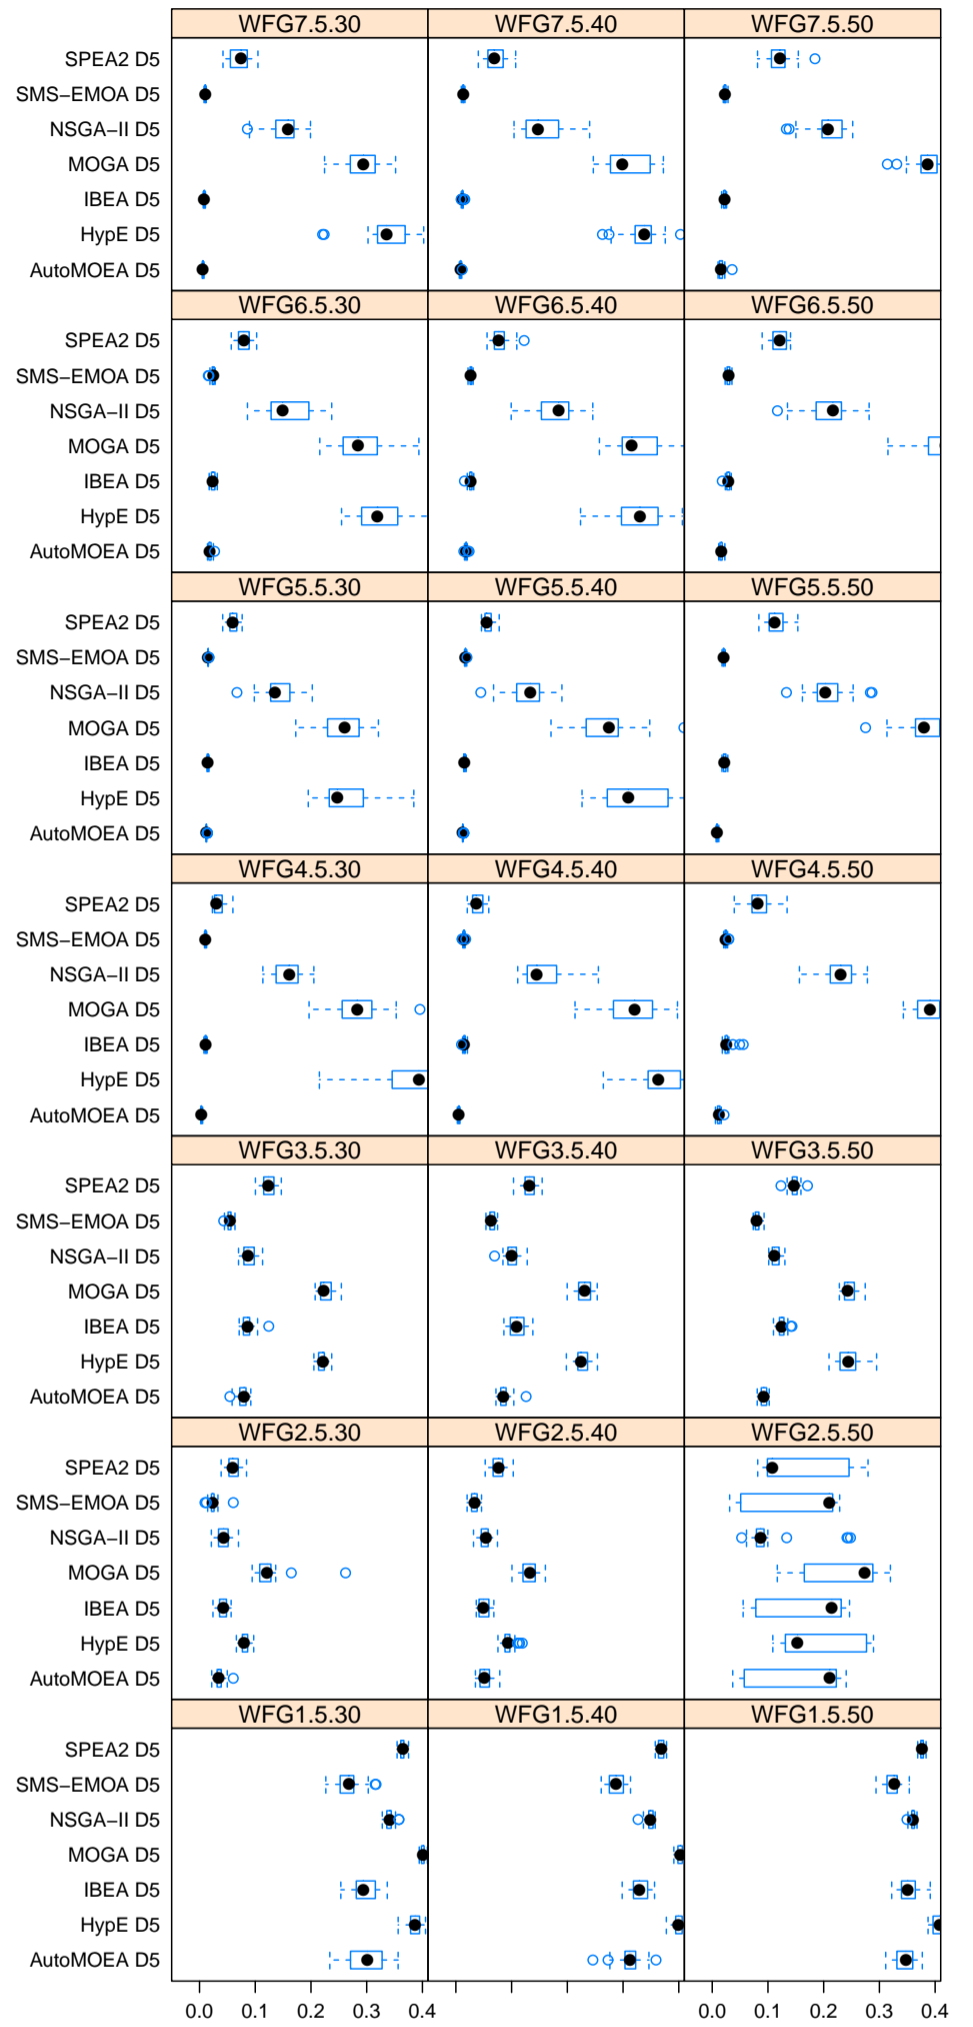 WFG7.5.30 WFG7.5.40 WFG7.5.50
SPEA2 D5
SMS−EMOA D5
NSGA−II D5
MOGA D5
IBEA D5
HypE D5
AutoMOEA D5
WFG6.5.30 WFG6.5.40 WFG6.5.50
SPEA2 D5
SMS−EMOA D5
NSGA−II D5
MOGA D5
IBEA D5
HypE D5
AutoMOEA D5
WFG5.5.30 WFG5.5.40 WFG5.5.50
SPEA2 D5
SMS−EMOA D5
NSGA−II D5
MOGA D5
IBEA D5
HypE D5
AutoMOEA D5
WFG4.5.30 WFG4.5.40 WFG4.5.50
SPEA2 D5
SMS−EMOA D5
NSGA−II D5
MOGA D5
IBEA D5
HypE D5
AutoMOEA D5
WFG3.5.30 WFG3.5.40 WFG3.5.50
SPEA2 D5
SMS−EMOA D5
NSGA−II D5
MOGA D5
IBEA D5
HypE D5
AutoMOEA D5
WFG2.5.30 WFG2.5.40 WFG2.5.50
SPEA2 D5
SMS−EMOA D5
NSGA−II D5
MOGA D5
IBEA D5
HypE D5
AutoMOEA D5
WFG1.5.30 WFG1.5.40 WFG1.5.50
SPEA2 D5
SMS−EMOA D5
NSGA−II D5
MOGA D5
IBEA D5
HypE D5
AutoMOEA D5
0.0 0.1 0.2 0.3 0.4 0.0 0.1 0.2 0.3 0.4